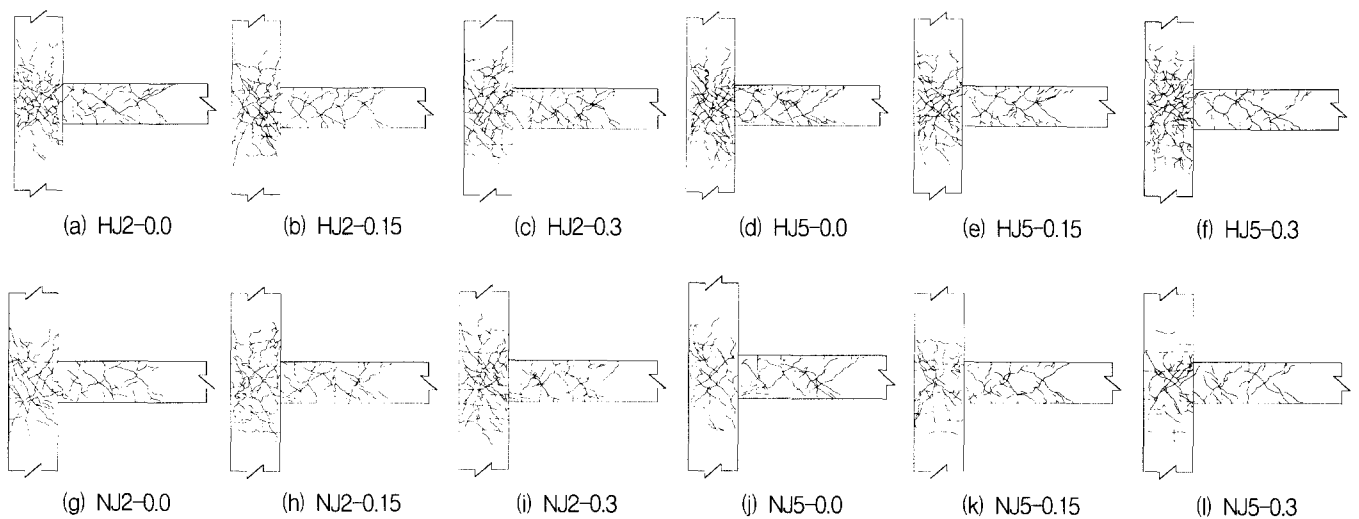 (a) HJ2-0.0
(b) HJ2-0.15
(c) HJ2-0.3
(d) HJ5-0.0
(e) HJ5-0.15
(f) HJ5-0.3
(g) NJ2-0.0
(h) NJ2-0.15
(i) NJ2-0.3
(j) NJ5-0.0
(k) NJ5-0.15
(l) NJ5-0.3